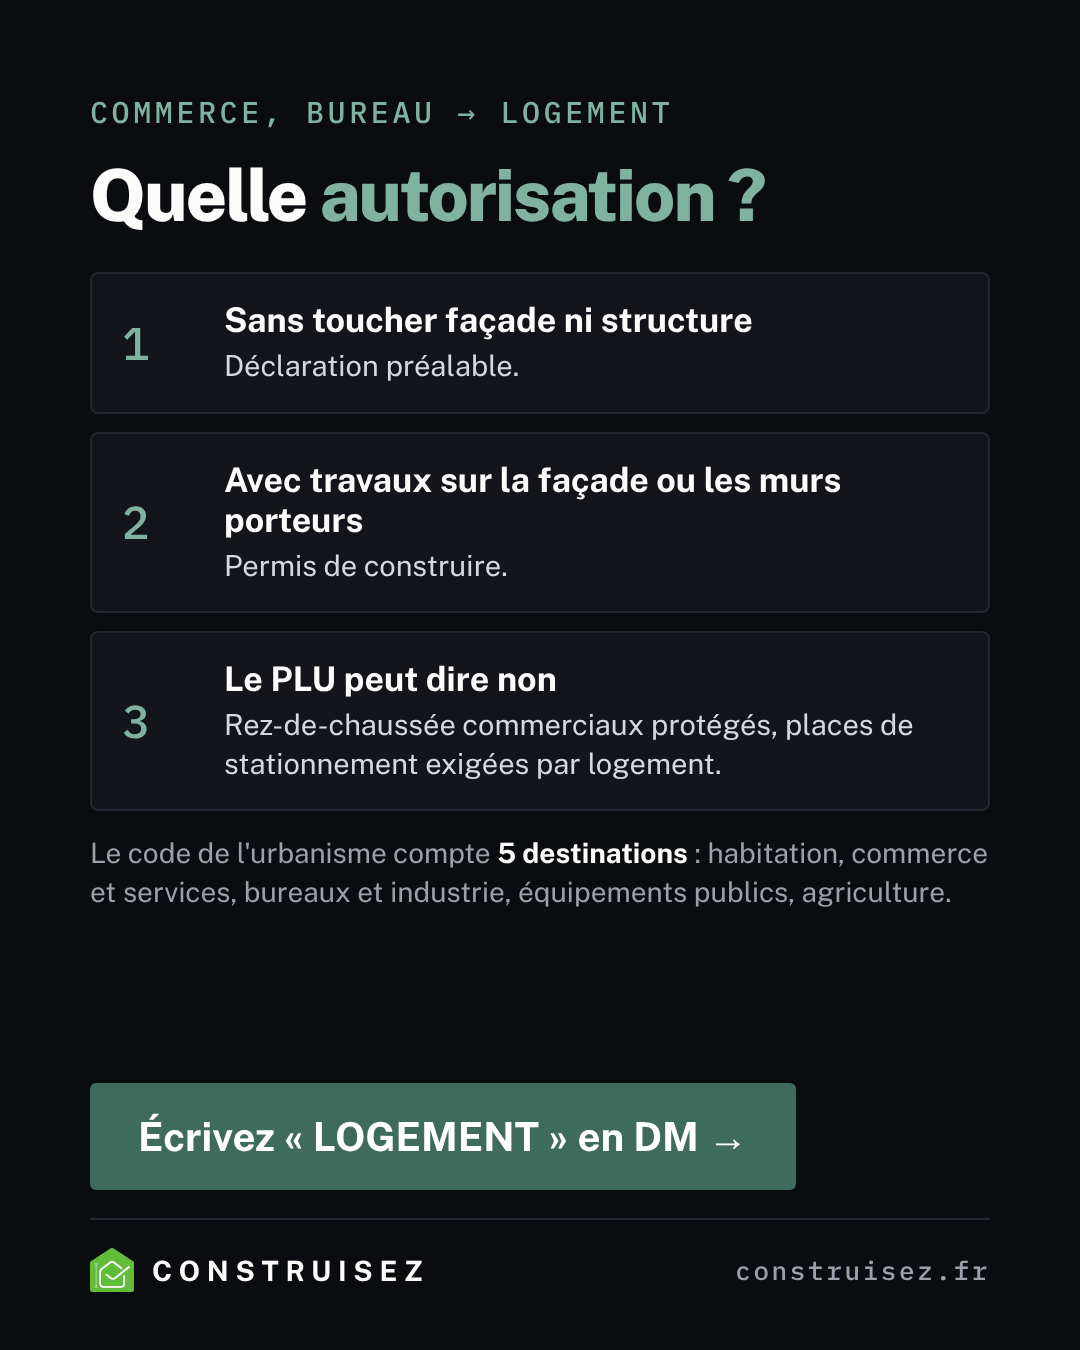 COMMERCE, BUREAU → LOGEMENT
Quelle autorisation ?
1
Sans toucher façade ni structure
Déclaration préalable.
2
Avec travaux sur la façade ou les murs
porteurs
Permis de construire.
3
Le PLU peut dire non
Rez-de-chaussée commerciaux protégés, places de
stationnement exigées par logement.
Le code de l'urbanisme compte 5 destinations : habitation, commerce
et services, bureaux et industrie, équipements publics, agriculture.
Écrivez « LOGEMENT » en DM →
CONSTRUISEZ
construisez.fr